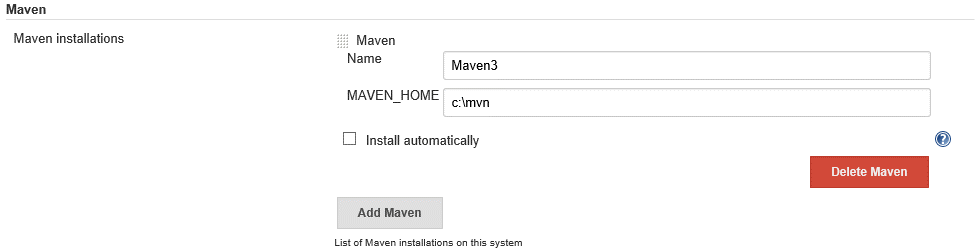 Maven
Maven installations
Maven
Name
Maven3
MAVEN_HOME
c:\mvn
Install automatically
?
Delete Maven
Add Maven
List of Maven installations on this system